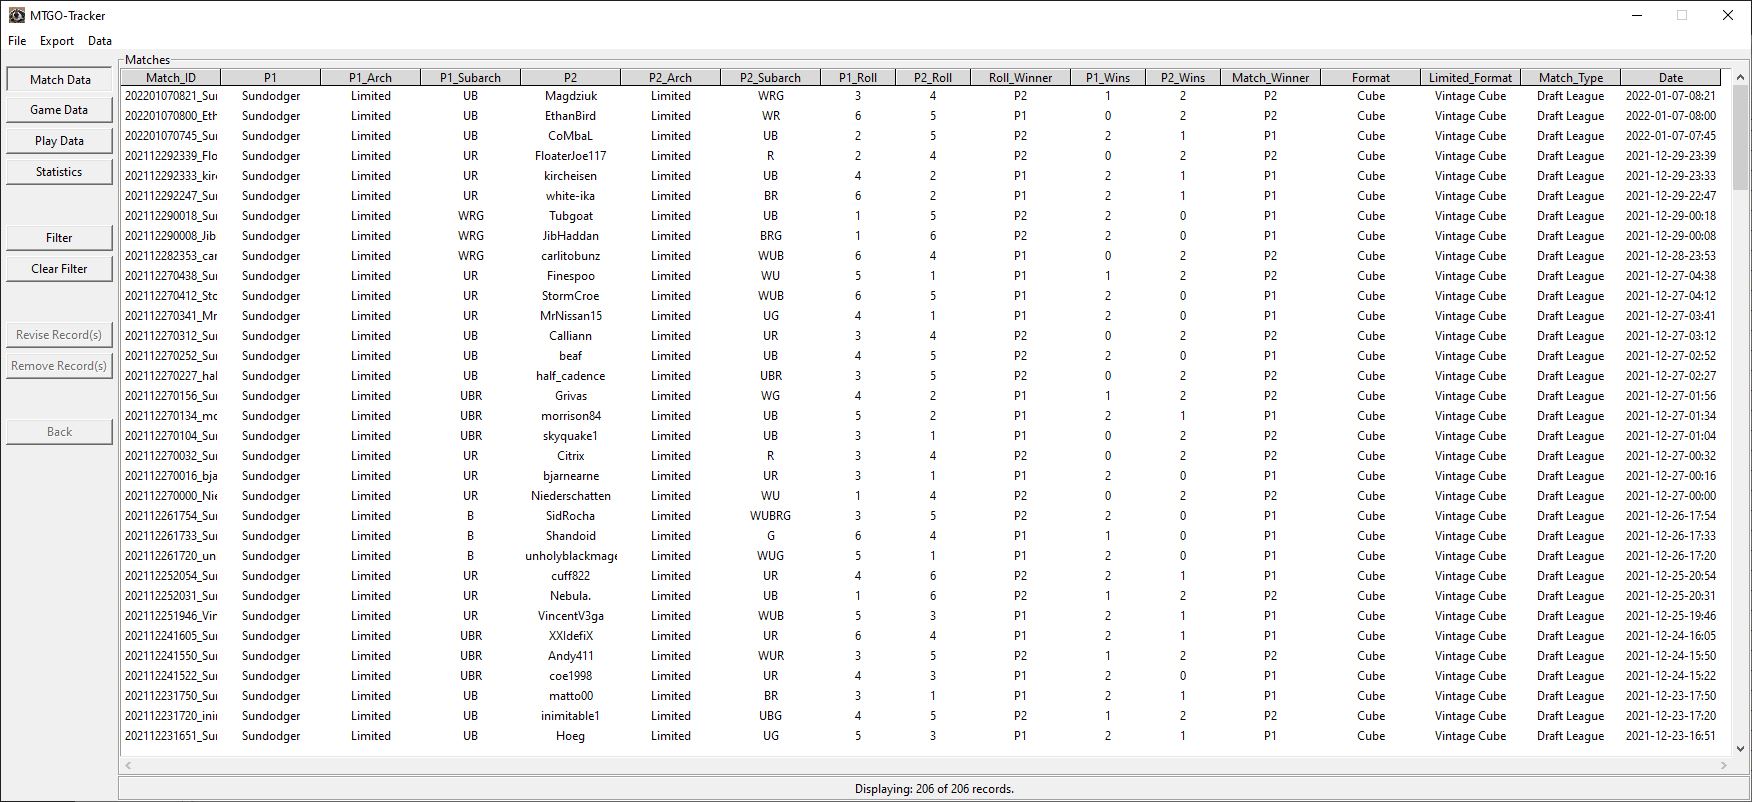 MTGO-Tracker
File Export Data
Matches
Match Data
Game Data
Play Data
Statistics
Filter
Clear Filter
Revise Record(s)
Remove Record(s)
Back
Match_ID P1 P1_Arch P1_Subarch P2 P2_Arch P2_Subarch P1_Roll P2_Roll Roll_Winner P1_Wins P2_Wins Match_Winner Format Limited_Format Match_Type Date
202201070821_Sur Sundodger Limited UB Magdziuk Limited WRG 3 4 P2 1 2 P2 Cube Vintage Cube Draft League 2022-01-07-08:21
202201070800_Eth Sundodger Limited UB EthanBird Limited WR 6 5 P1 0 2 P2 Cube Vintage Cube Draft League 2022-01-07-08:00
202201070745_Sur Sundodger Limited UB CoMbaL Limited UB 2 5 P2 2 1 P1 Cube Vintage Cube Draft League 2022-01-07-07:45
202112292339_Flo Sundodger Limited UR FloaterJoe117 Limited R 2 4 P2 0 2 P2 Cube Vintage Cube Draft League 2021-12-29-23:39
202112292333_kirc Sundodger Limited UR kircheisen Limited UB 4 2 P1 2 1 P1 Cube Vintage Cube Draft League 2021-12-29-23:33
202112292247_Sur Sundodger Limited UR white-ika Limited BR 6 2 P1 2 1 P1 Cube Vintage Cube Draft League 2021-12-29-22:47
202112290018_Sur Sundodger Limited WRG Tubgoat Limited UB 1 5 P2 2 0 P1 Cube Vintage Cube Draft League 2021-12-29-00:18
202112290008_Jib Sundodger Limited WRG JibHaddan Limited BRG 1 6 P2 2 0 P1 Cube Vintage Cube Draft League 2021-12-29-00:08
202112282353_car Sundodger Limited WRG carlitobunz Limited WUB 6 4 P1 0 2 P2 Cube Vintage Cube Draft League 2021-12-28-23:53
202112270438_Sur Sundodger Limited UR Finespoo Limited WU 5 1 P1 1 2 P2 Cube Vintage Cube Draft League 2021-12-27-04:38
202112270412_Stc Sundodger Limited UR StormCroe Limited WUB 6 5 P1 2 0 P1 Cube Vintage Cube Draft League 2021-12-27-04:12
202112270341_Mr Sundodger Limited UR MrNissan15 Limited UG 4 1 P1 2 0 P1 Cube Vintage Cube Draft League 2021-12-27-03:41
202112270312_Sur Sundodger Limited UB Calliann Limited UR 3 4 P2 0 2 P2 Cube Vintage Cube Draft League 2021-12-27-03:12
202112270252_Sur Sundodger Limited UB beaf Limited UB 4 5 P2 2 0 P1 Cube Vintage Cube Draft League 2021-12-27-02:52
202112270227_hal Sundodger Limited UB half_cadence Limited UBR 3 5 P2 0 2 P2 Cube Vintage Cube Draft League 2021-12-27-02:27
202112270156_Sur Sundodger Limited UBR Grivas Limited WG 4 2 P1 1 2 P2 Cube Vintage Cube Draft League 2021-12-27-01:56
202112270134_mc Sundodger Limited UBR morrison84 Limited UB 5 2 P1 2 1 P1 Cube Vintage Cube Draft League 2021-12-27-01:34
202112270104_Sur Sundodger Limited UBR skyquake1 Limited UB 3 1 P1 0 2 P2 Cube Vintage Cube Draft League 2021-12-27-01:04
202112270032_Sur Sundodger Limited UR Citrix Limited R 3 4 P2 0 2 P2 Cube Vintage Cube Draft League 2021-12-27-00:32
202112270016_bja Sundodger Limited UR bjarnearne Limited UR 3 1 P1 2 0 P1 Cube Vintage Cube Draft League 2021-12-27-00:16
202112270000_Nie Sundodger Limited UR Niederschatten Limited WU 1 4 P2 0 2 P2 Cube Vintage Cube Draft League 2021-12-27-00:00
202112261754_Sur Sundodger Limited B SidRocha Limited WUBRG 3 5 P2 2 0 P1 Cube Vintage Cube Draft League 2021-12-26-17:54
202112261733_Sur Sundodger Limited B Shandoid Limited G 6 4 P1 1 0 P1 Cube Vintage Cube Draft League 2021-12-26-17:33
202112261720_un Sundodger Limited B unholyblackmage Limited WUG 5 1 P1 2 0 P1 Cube Vintage Cube Draft League 2021-12-26-17:20
202112252054_Sur Sundodger Limited UR cuff822 Limited UR 4 6 P2 2 1 P1 Cube Vintage Cube Draft League 2021-12-25-20:54
202112252031_Sur Sundodger Limited UR Nebula. Limited UB 1 6 P2 1 2 P2 Cube Vintage Cube Draft League 2021-12-25-20:31
202112251946_Vir Sundodger Limited UR VincentV3ga Limited WUB 5 3 P1 2 1 P1 Cube Vintage Cube Draft League 2021-12-25-19:46
202112241605_Sur Sundodger Limited UBR XXIdefiX Limited UR 6 4 P1 2 1 P1 Cube Vintage Cube Draft League 2021-12-24-16:05
202112241550_Sur Sundodger Limited UBR Andy411 Limited WUR 3 5 P2 1 2 P2 Cube Vintage Cube Draft League 2021-12-24-15:50
202112241522_Sur Sundodger Limited UBR coe1998 Limited UR 4 3 P1 2 0 P1 Cube Vintage Cube Draft League 2021-12-24-15:22
202112231750_Sur Sundodger Limited UB matto00 Limited BR 3 1 P1 2 1 P1 Cube Vintage Cube Draft League 2021-12-23-17:50
202112231720_inir Sundodger Limited UB inimitable1 Limited UBG 4 5 P2 1 2 P2 Cube Vintage Cube Draft League 2021-12-23-17:20
202112231651_Sur Sundodger Limited UB Hoeg Limited UG 5 3 P1 2 1 P1 Cube Vintage Cube Draft League 2021-12-23-16:51
Displaying: 206 of 206 records.